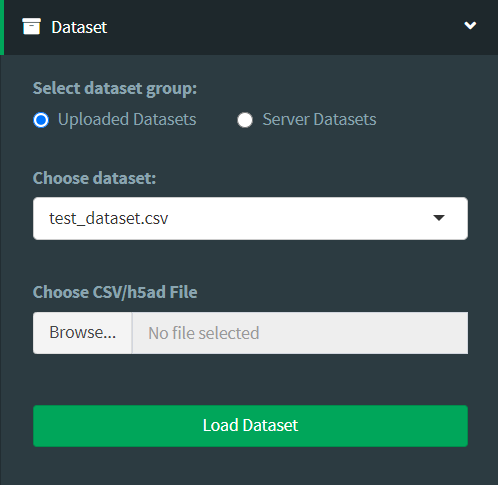 Dataset
Select dataset group:
Uploaded Datasets Server Datasets
Choose dataset:
test_dataset.csv
Choose CSV/h5ad File
Browse... No file selected
Load Dataset